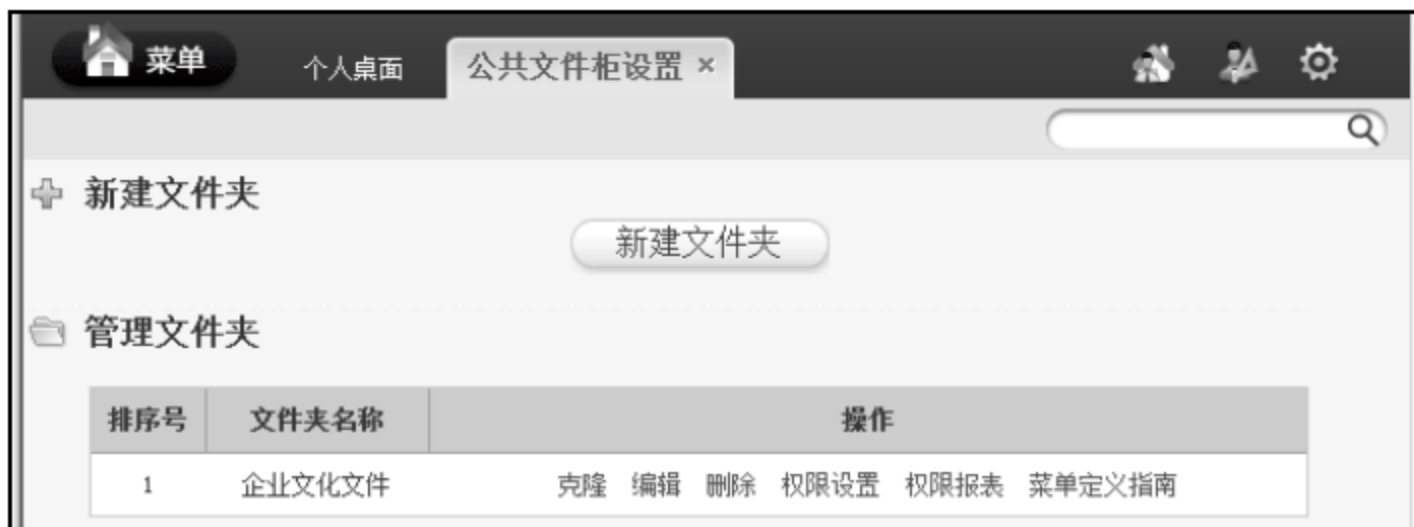 菜单 个人桌面 公共文件柜设置 ×
新建文件夹
新建文件夹
管理文件夹
排序号 文件夹名称 操作
1 企业文化文件 克隆 编辑 删除 权限设置 权限报表 菜单定义指南